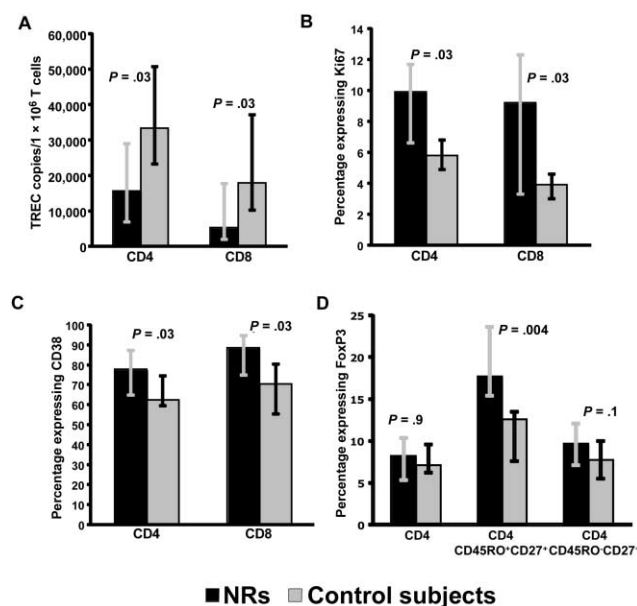 A
TREC copies/1 × 10⁶ T cells
60,000
50,000
40,000
30,000
20,000
10,000
0
P = .03
P = .03
CD4 CD8
B
Percentage expressing Ki67
14
12
10
8
6
4
2
0
P = .03
P = .03
CD4 CD8
C
Percentage expressing CD38
100
90
80
70
60
50
40
30
20
10
0
P = .03
P = .03
CD4 CD8
D
Percentage expressing FoxP3
25
20
15
10
5
0
P = .9
P = .004
P = .1
CD4 CD4 CD4
CD45RO⁺CD27⁺ CD45RO⁻CD27⁺
NRs Control subjects